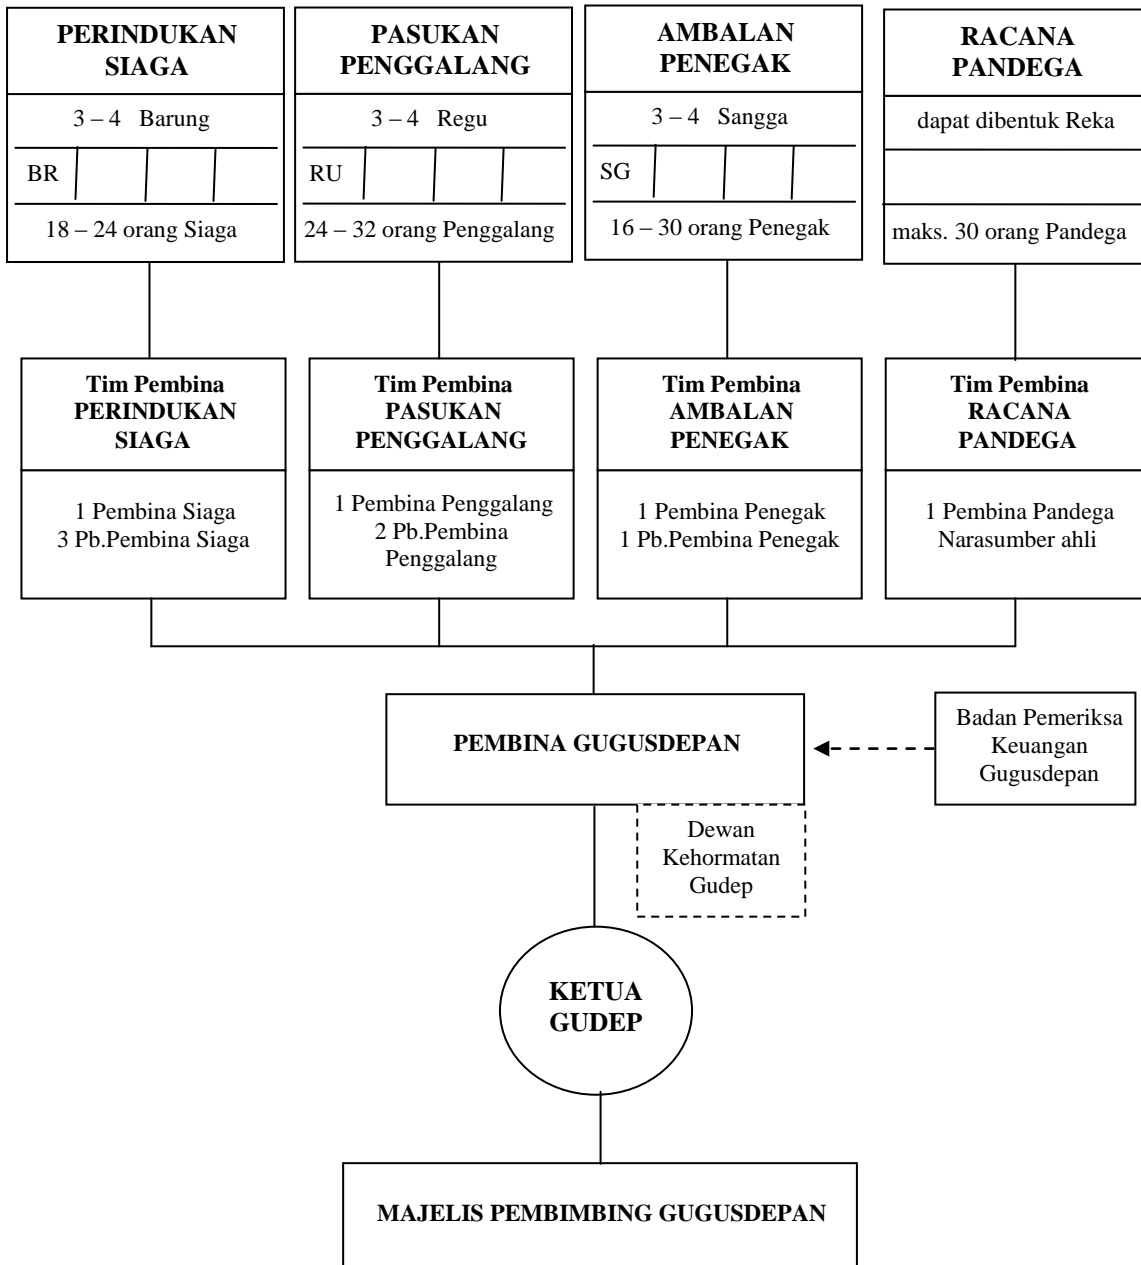 PERINDUKAN
SIAGA
3 – 4 Barung
BR
18 – 24 orang Siaga
PASUKAN
PENGGALANG
3 – 4 Regu
RU
24 – 32 orang Penggalang
AMBALAN
PENEGAK
3 – 4 Sangga
SG
16 – 30 orang Penegak
RACANA
PANDEGA
dapat dibentuk Reka
maks. 30 orang Pandega
Tim Pembina
PERINDUKAN
SIAGA
1 Pembina Siaga
3 Pb.Pembina Siaga
Tim Pembina
PASUKAN
PENGGALANG
1 Pembina Penggalang
2 Pb.Pembina
Penggalang
Tim Pembina
AMBALAN
PENEGAK
1 Pembina Penegak
1 Pb.Pembina Penegak
Tim Pembina
RACANA
PANDEGA
1 Pembina Pandega
Narasumber ahli
PEMBINA GUGUSDEPAN
Badan Pemeriksa
Keuangan
Gugusdepan
Dewan
Kehormatan
Gudep
KETUA
GUDEP
MAJELIS PEMBIMBING GUGUSDEPAN